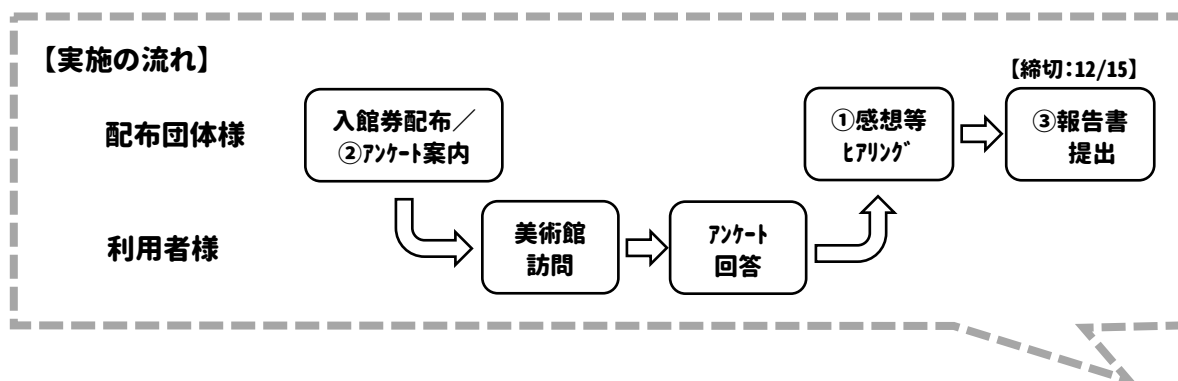 【実施の流れ】
【締切：12/15】
配布団体様
入館券配布／
②ｱﾝｹｰﾄ案内
①感想等
ﾋｱﾘﾝｸﾞ
③報告書
提出
利用者様
美術館
訪問
ｱﾝｹｰﾄ
回答